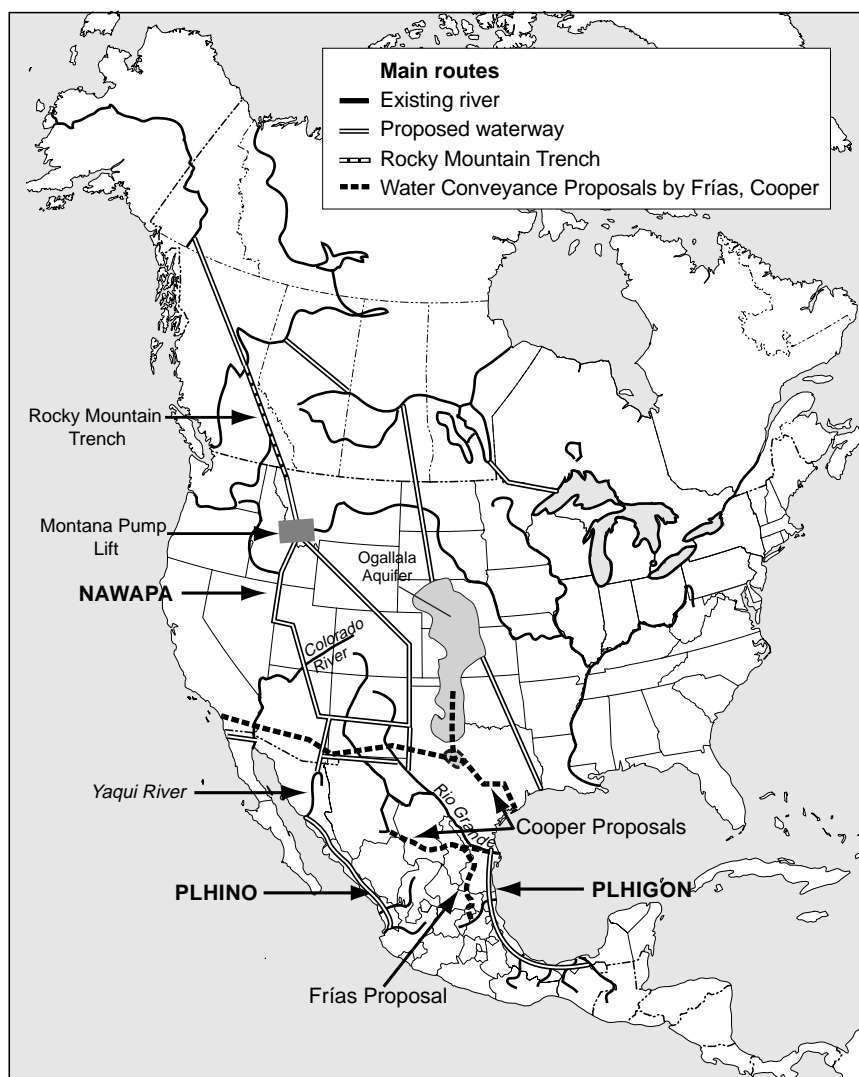 Main routes
Existing river
Proposed waterway
Rocky Mountain Trench
Water Conveyance Proposals by Frías, Cooper
Rocky Mountain
Trench
Montana Pump
Lift
Ogallala
Aquifer
NAWAPA
Colorado
River
Yaqui River
Rio Grande
Cooper Proposals
PLHINO
PLHIGON
Frías Proposal